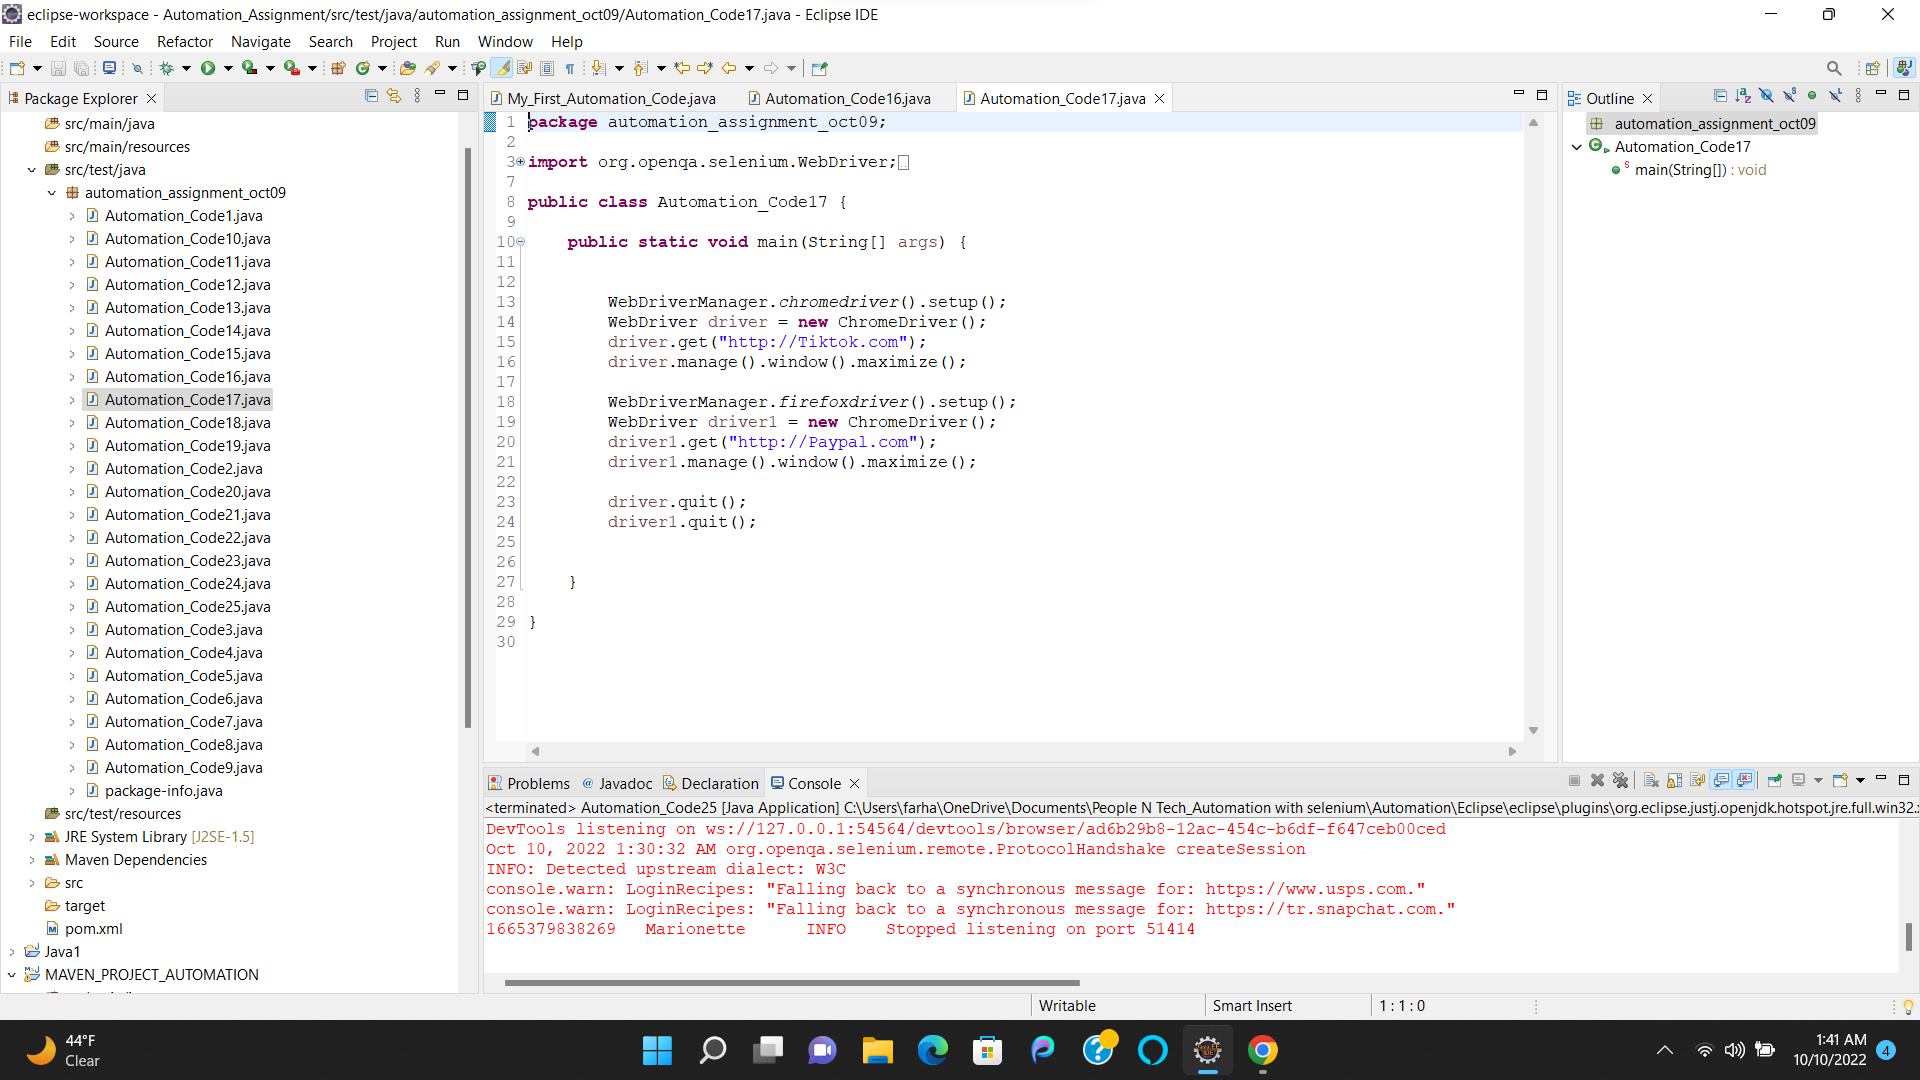 eclipse-workspace - Automation_Assignment/src/test/java/automation_assignment_oct09/Automation_Code17.java - Eclipse IDE
File Edit Source Refactor Navigate Search Project Run Window Help
Package Explorer
src/main/java
src/main/resources
src/test/java
automation_assignment_oct09
Automation_Code1.java
Automation_Code10.java
Automation_Code11.java
Automation_Code12.java
Automation_Code13.java
Automation_Code14.java
Automation_Code15.java
Automation_Code16.java
Automation_Code17.java
Automation_Code18.java
Automation_Code19.java
Automation_Code2.java
Automation_Code20.java
Automation_Code21.java
Automation_Code22.java
Automation_Code23.java
Automation_Code24.java
Automation_Code25.java
Automation_Code3.java
Automation_Code4.java
Automation_Code5.java
Automation_Code6.java
Automation_Code7.java
Automation_Code8.java
Automation_Code9.java
package-info.java
src/test/resources
JRE System Library [J2SE-1.5]
Maven Dependencies
src
target
pom.xml
Java1
MAVEN_PROJECT_AUTOMATION
My_First_Automation_Code.java Automation_Code16.java Automation_Code17.java
1 package automation_assignment_oct09;
2
3 import org.openqa.selenium.WebDriver;
7
8 public class Automation_Code17 {
9
10 public static void main(String[] args) {
11
12
13 WebDriverManager.chromedriver().setup();
14 WebDriver driver = new ChromeDriver();
15 driver.get("http://Tiktok.com");
16 driver.manage().window().maximize();
17
18 WebDriverManager.firefoxdriver().setup();
19 WebDriver driver1 = new ChromeDriver();
20 driver1.get("http://Paypal.com");
21 driver1.manage().window().maximize();
22
23 driver.quit();
24 driver1.quit();
25
26
27 }
28
29 }
30
Outline
automation_assignment_oct09
Automation_Code17
main(String[]) : void
Problems Javadoc Declaration Console
<terminated> Automation_Code25 [Java Application] C:\Users\farha\OneDrive\Documents\People N Tech_Automation with selenium\Automation\Eclipse\eclipse\plugins\org.eclipse.justj.openjdk.hotspot.jre.full.win32.
DevTools listening on ws://127.0.0.1:54564/devtools/browser/ad6b29b8-12ac-454c-b6df-f647ceb00ced
Oct 10, 2022 1:30:32 AM org.openqa.selenium.remote.ProtocolHandshake createSession
INFO: Detected upstream dialect: W3C
console.warn: LoginRecipes: "Falling back to a synchronous message for: https://www.usps.com."
console.warn: LoginRecipes: "Falling back to a synchronous message for: https://tr.snapchat.com."
1665379838269 Marionette INFO Stopped listening on port 51414
Writable Smart Insert 1 : 1 : 0
44°F
Clear
1:41 AM
10/10/2022
4